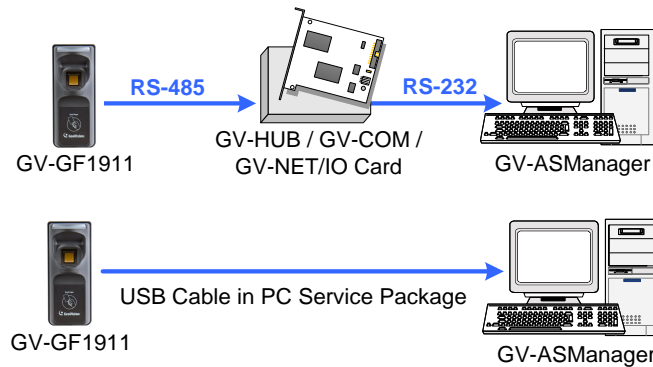 RS-485
RS-232
GV-GF1911
GV-HUB / GV-COM /
GV-NET/IO Card
GV-ASManager
USB Cable in PC Service Package
GV-GF1911
GV-ASManager